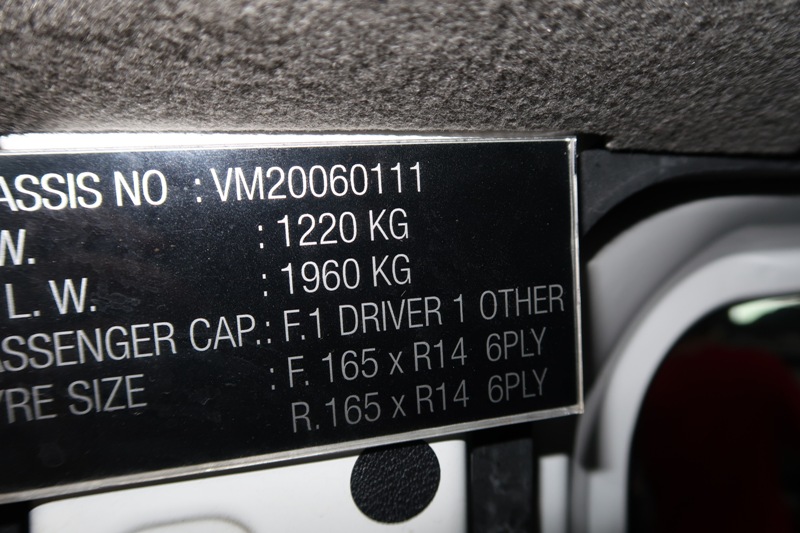 ASSIS NO : VM20060111
W. : 1220 KG
L. W. : 1960 KG
ASSENGER CAP.: F.1 DRIVER 1 OTHER
YRE SIZE : F. 165 x R14 6PLY
R. 165 x R14 6PLY